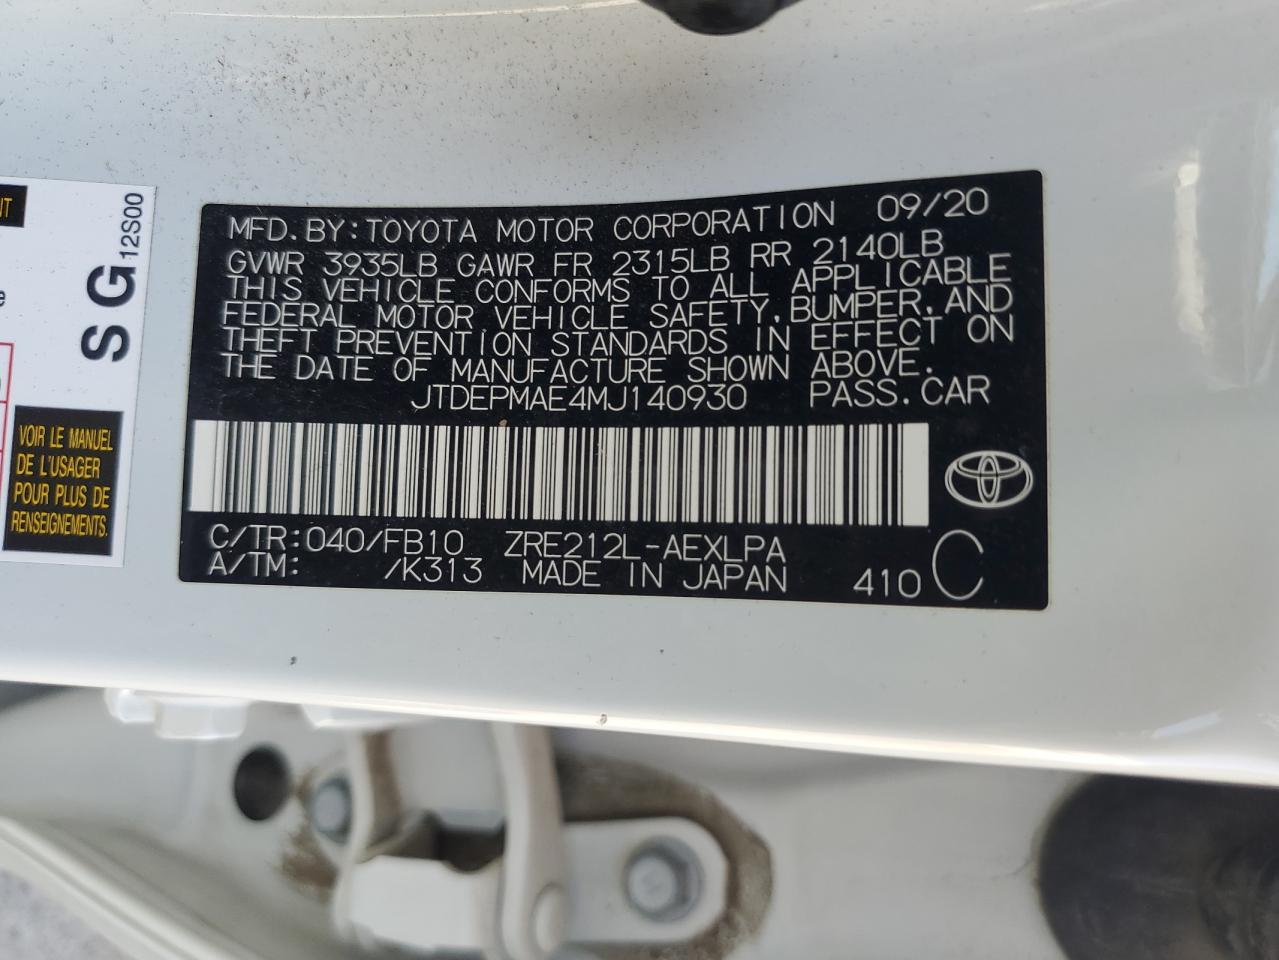 MFD.BY:TOYOTA MOTOR CORPORATION 09/20
GVWR 3935LB GAWR FR 2315LB RR 2140LB
THIS VEHICLE CONFORMS TO ALL APPLICABLE
FEDERAL MOTOR VEHICLE SAFETY,BUMPER,AND
THEFT PREVENTION STANDARDS IN EFFECT ON
THE DATE OF MANUFACTURE SHOWN ABOVE.
JTDEPMAE4MJ140930 PASS.CAR
C/TR:040/FB10 ZRE212L-AEXLPA
A/TM: /K313 MADE IN JAPAN 410 C
SG
12S00
VOIR LE MANUEL
DE L'USAGER
POUR PLUS DE
RENSEIGNEMENTS.